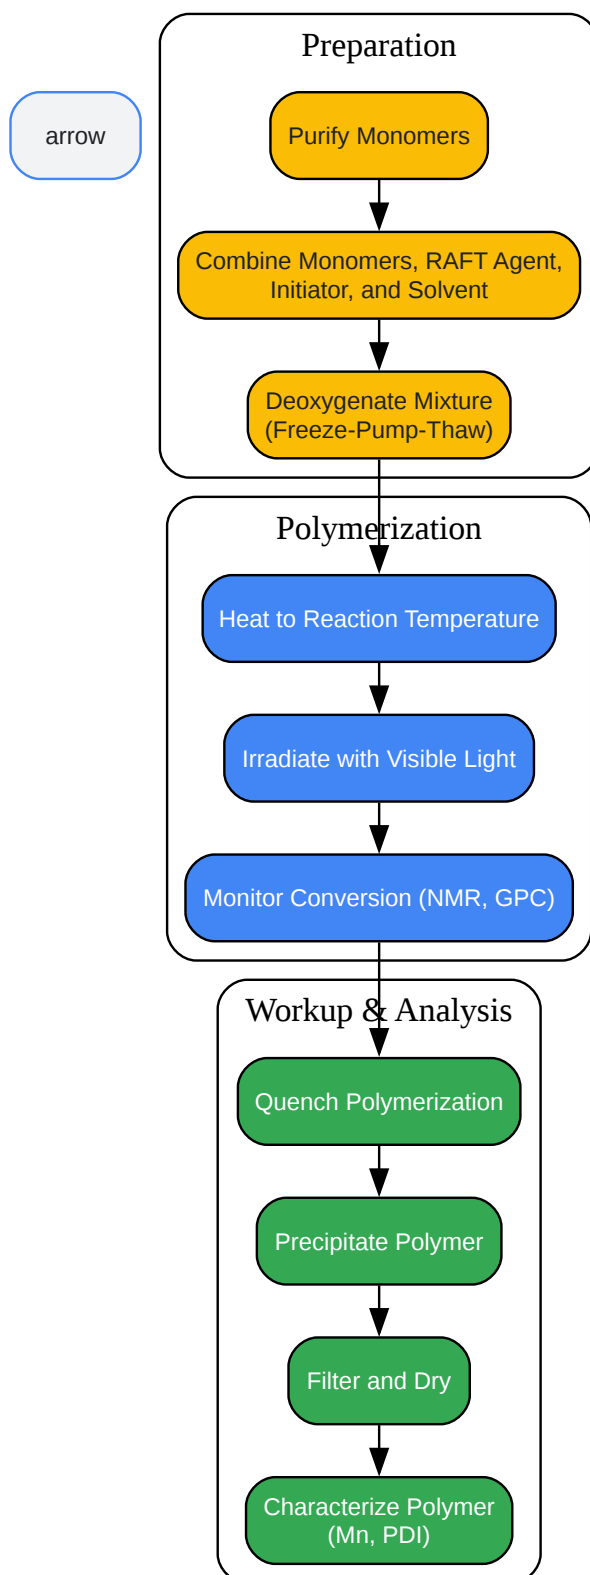 Preparation
arrow
Purify Monomers
Combine Monomers, RAFT Agent,
Initiator, and Solvent
Deoxygenate Mixture
(Freeze-Pump-Thaw)
Polymerization
Heat to Reaction Temperature
Irradiate with Visible Light
Monitor Conversion (NMR, GPC)
Workup & Analysis
Quench Polymerization
Precipitate Polymer
Filter and Dry
Characterize Polymer
(Mn, PDI)